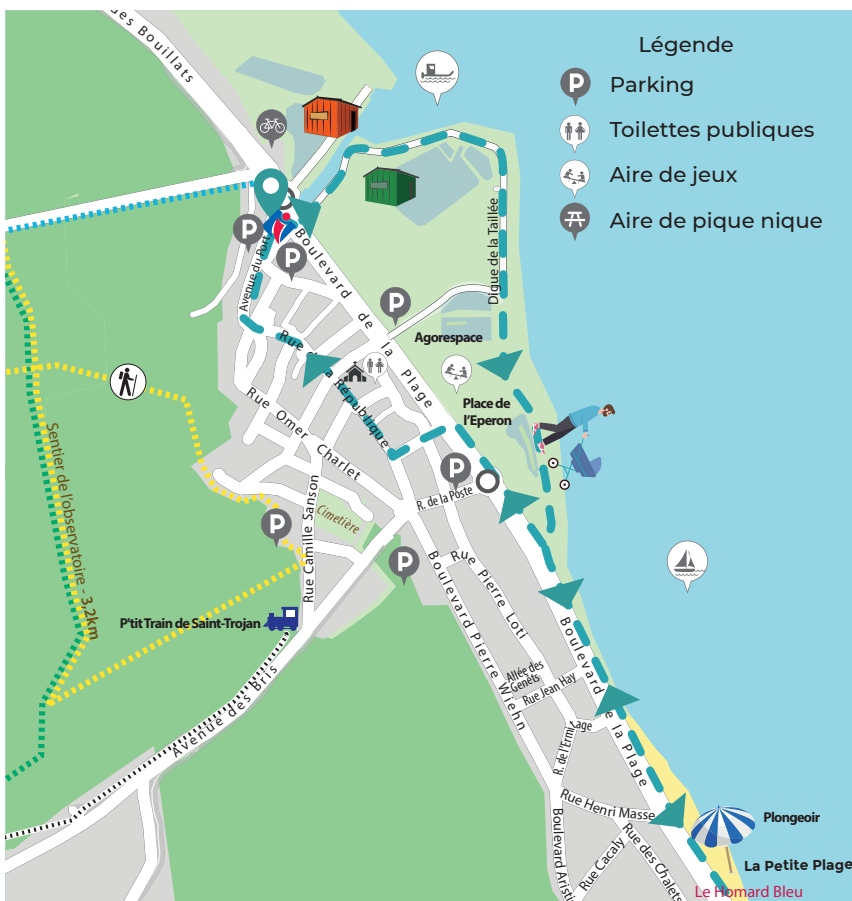 des Bouillats
Légende
P Parking
Toilettes publiques
Aire de jeux
Aire de pique nique
P
P
P
Avenue du Port
Boulevard de la Plage
Digue de la Taillée
Agorespace
Rue de la République
Place de
l'Eperon
Rue Omer Charlet
P
R. de la Poste
Sentier de l'observatoire - 3,2km
P
Cimetière
Rue Camille Sanson
P
Rue Pierre Loti
Boulevard Pierre Wiehn
P'tit Train de Saint-Trojan
Avenue des Bris
Allée des
Genêts
Rue Jean Hay
Boulevard de la Plage
R. de l'Ermitage
Rue Henri Masse
Plongeoir
Boulevard Aristi
Rue Cacaly
Rue des Chalets
La Petite Plage
Le Homard Bleu